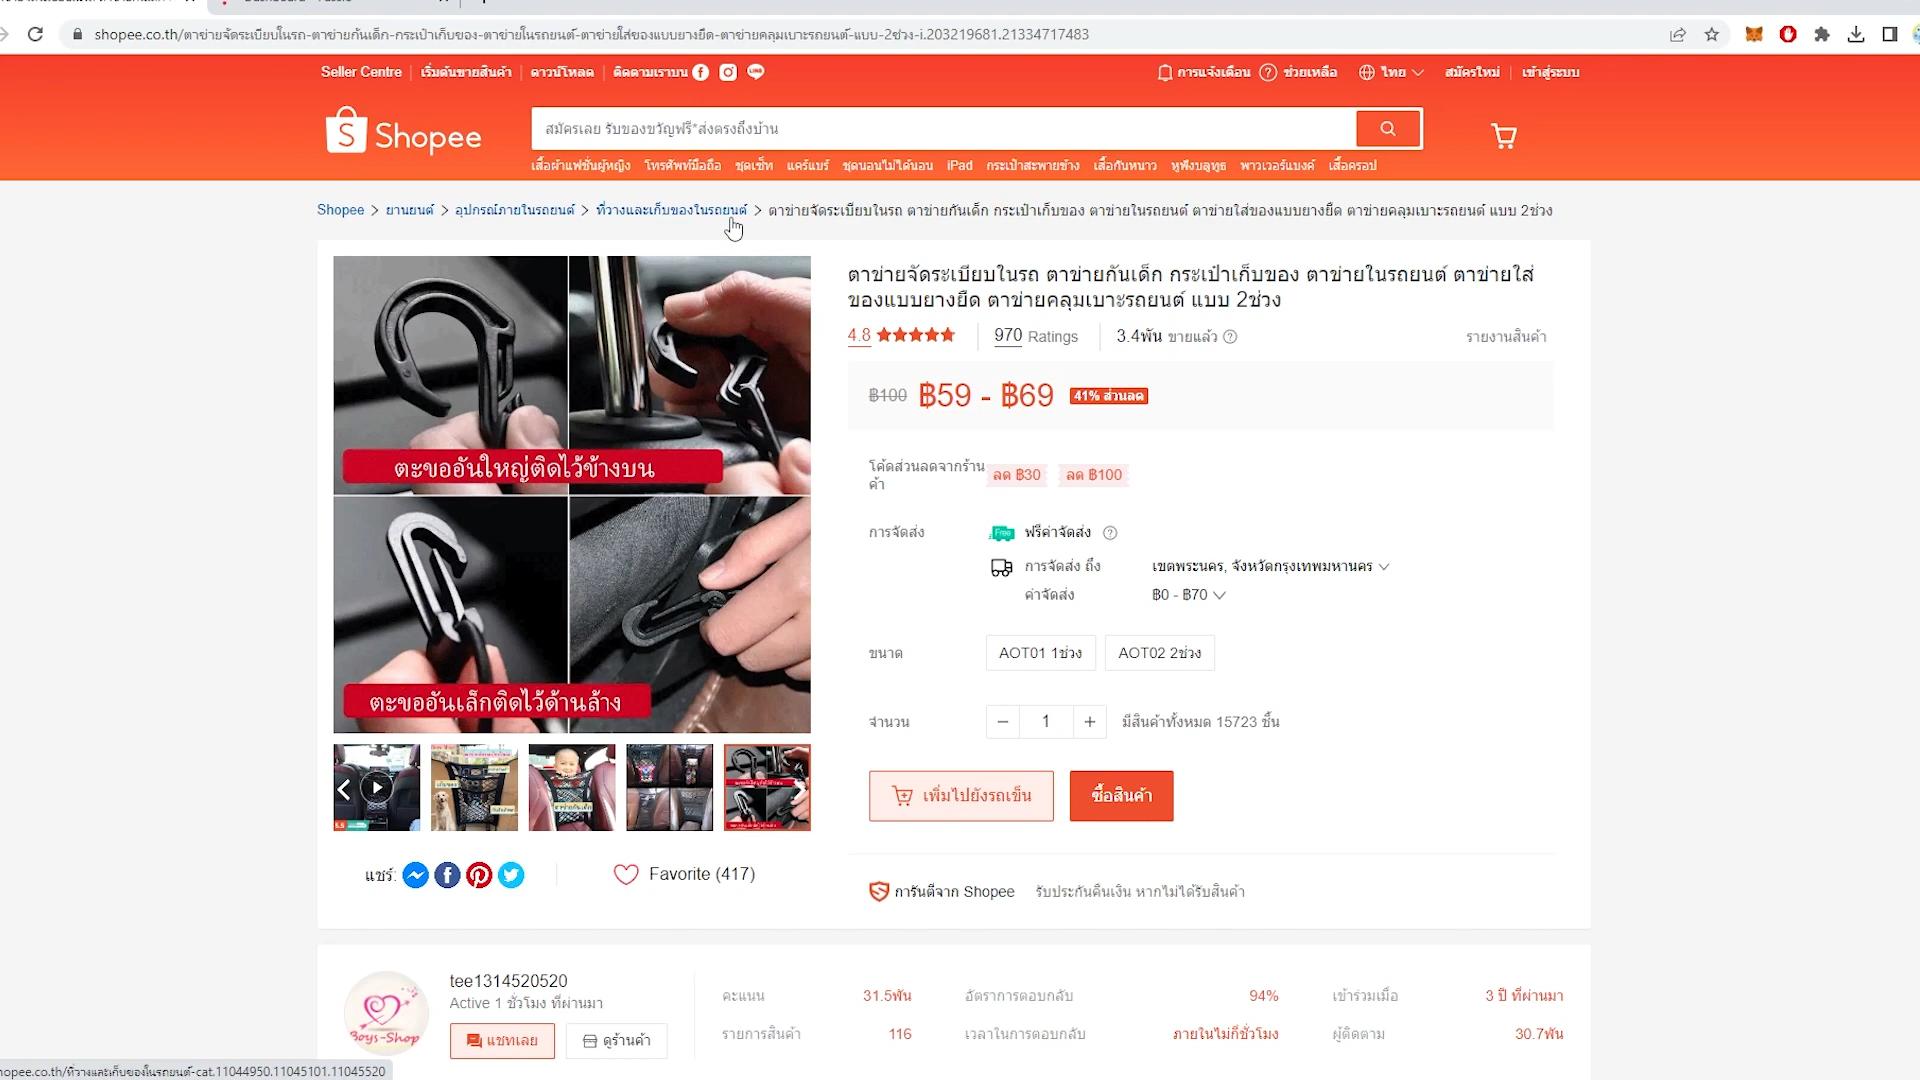 shopee.co.th/ตาข่ายจัดระเบียบในรถ-ตาข่ายกันเด็ก-กระเป๋าเก็บของ-ตาข่ายในรถยนต์-ตาข่ายใส่ของแบบยางยืด-ตาข่ายคลุมเบาะรถยนต์-แบบ-2ช่วง-i.203219681.21334717483
Seller Centre เริ่มต้นขายสินค้า ดาวน์โหลด ติดตามเราบน การแจ้งเตือน ช่วยเหลือ ไทย สมัครใหม่ เข้าสู่ระบบ
Shopee
สมัครเลย รับของขวัญฟรี*ส่งตรงถึงบ้าน
เสื้อผ้าแฟชั่นผู้หญิง โทรศัพท์มือถือ ชุดเซ็ท แคร์แบร์ ชุดนอนไม่ได้นอน iPad กระเป๋าสะพายข้าง เสื้อกันหนาว หูฟังบลูทูธ พาวเวอร์แบงค์ เสื้อครอป
Shopee > ยานยนต์ > อุปกรณ์ภายในรถยนต์ > ที่วางและเก็บของในรถยนต์ > ตาข่ายจัดระเบียบในรถ ตาข่ายกันเด็ก กระเป๋าเก็บของ ตาข่ายในรถยนต์ ตาข่ายใส่ของแบบยางยืด ตาข่ายคลุมเบาะรถยนต์ แบบ 2ช่วง
ตาข่ายจัดระเบียบในรถ ตาข่ายกันเด็ก กระเป๋าเก็บของ ตาข่ายในรถยนต์ ตาข่ายใส่
ของแบบยางยืด ตาข่ายคลุมเบาะรถยนต์ แบบ 2ช่วง
4.8 970 Ratings 3.4พัน ขายแล้ว รายงานสินค้า
฿100 ฿59 - ฿69 41% ส่วนลด
ตะขออันใหญ่ติดไว้ข้างบน
โค้ดส่วนลดจากร้าน
ค้า ลด ฿30 ลด ฿100
การจัดส่ง Free ฟรีค่าจัดส่ง
การจัดส่ง ถึง เขตพระนคร, จังหวัดกรุงเทพมหานคร
ค่าจัดส่ง ฿0 - ฿70
ขนาด AOT01 1ช่วง AOT02 2ช่วง
ตะขออันเล็กติดไว้ด้านล้าง
จำนวน − 1 + มีสินค้าทั้งหมด 15723 ชิ้น
เพิ่มไปยังรถเข็น ซื้อสินค้า
แชร์: Favorite (417)
การันตีจาก Shopee รับประกันคืนเงิน หากไม่ได้รับสินค้า
Boys-Shop
tee1314520520
Active 1 ชั่วโมง ที่ผ่านมา
แชทเลย ดูร้านค้า
คะแนน 31.5พัน อัตราการตอบกลับ 94% เข้าร่วมเมื่อ 3 ปี ที่ผ่านมา
รายการสินค้า 116 เวลาในการตอบกลับ ภายในไม่กี่ชั่วโมง ผู้ติดตาม 30.7พัน
hopee.co.th/ที่วางและเก็บของในรถยนต์-cat.11044950.11045101.11045520